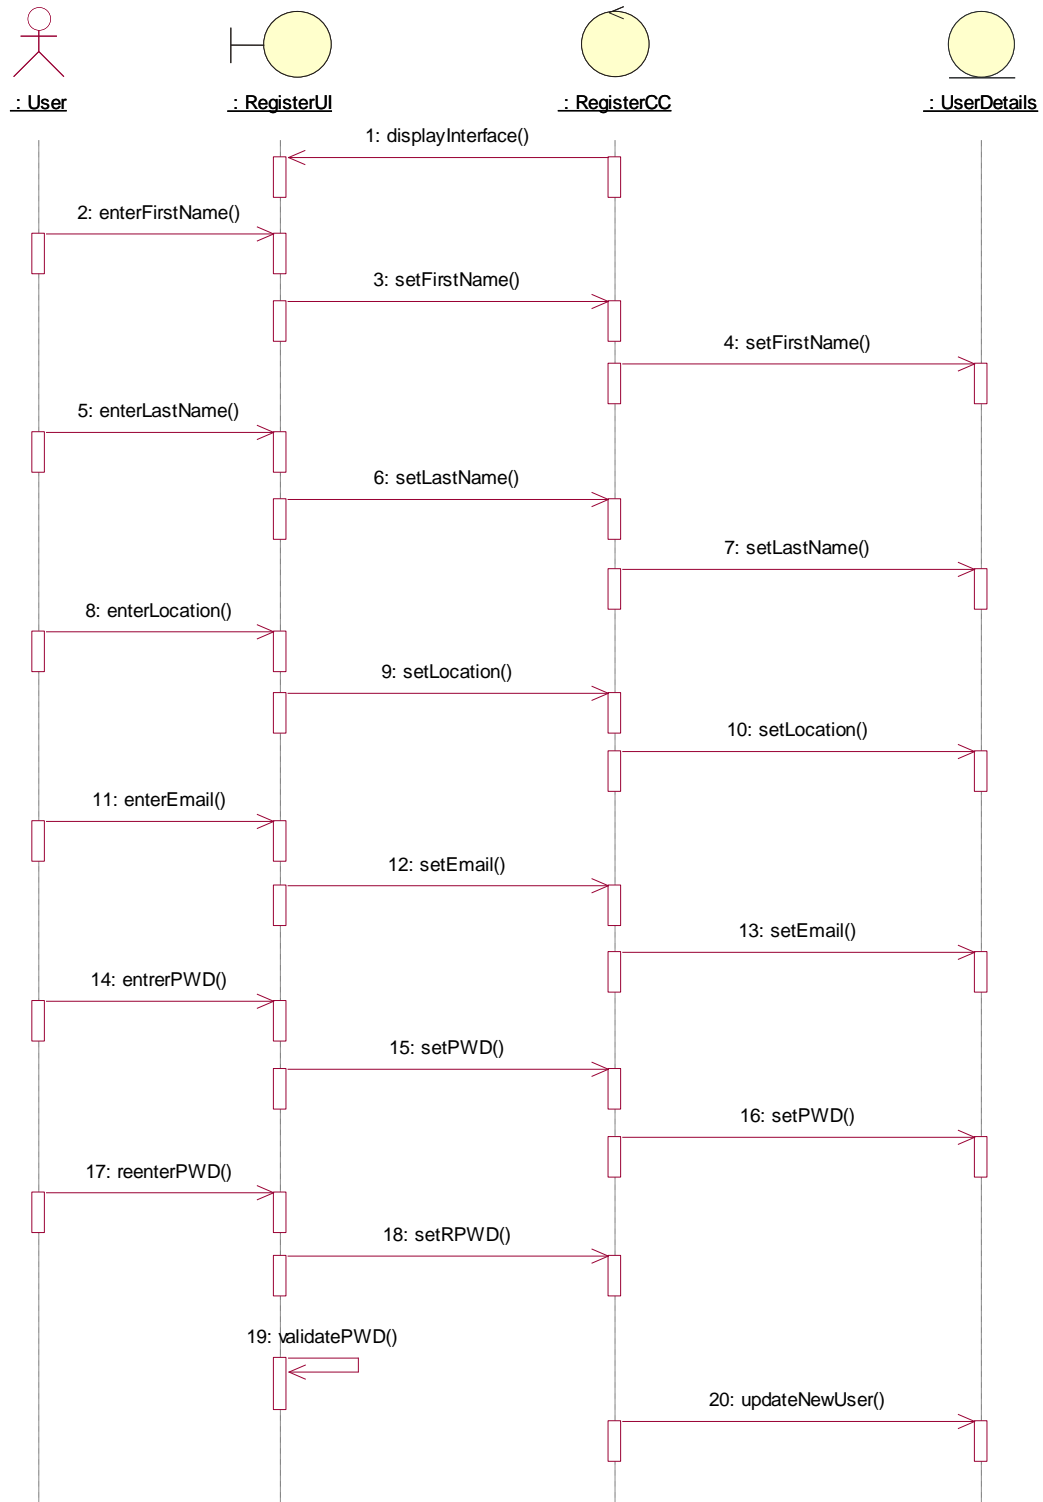 : User
: RegisterUI
: RegisterCC
: UserDetails
1: displayInterface()
2: enterFirstName()
3: setFirstName()
4: setFirstName()
5: enterLastName()
6: setLastName()
7: setLastName()
8: enterLocation()
9: setLocation()
10: setLocation()
11: enterEmail()
12: setEmail()
13: setEmail()
14: entrerPWD()
15: setPWD()
16: setPWD()
17: reenterPWD()
18: setRPWD()
19: validatePWD()
20: updateNewUser()